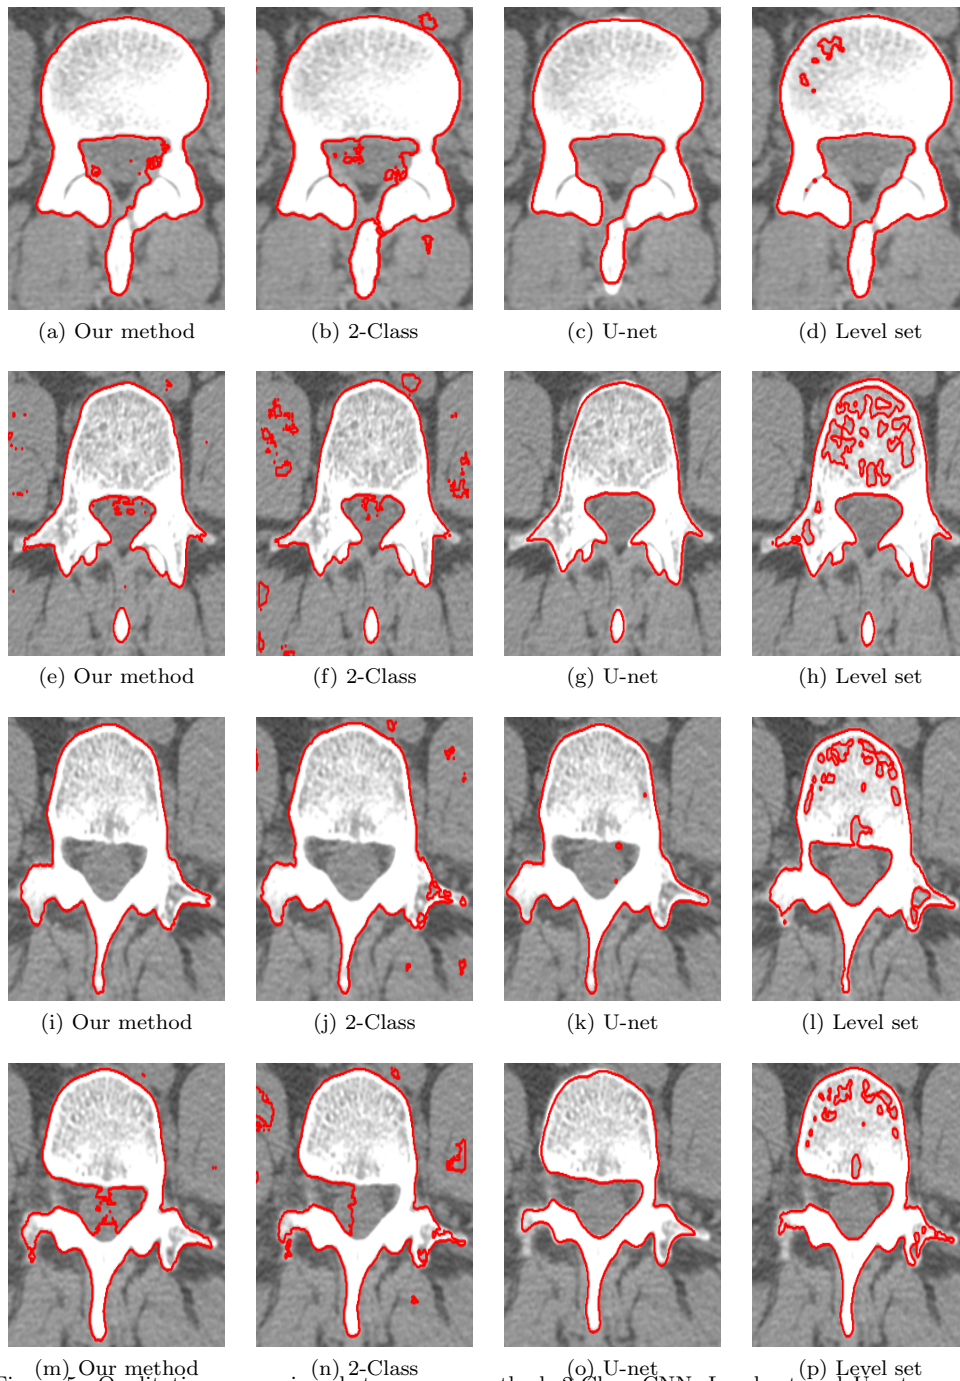 (a) Our method (b) 2-Class (c) U-net (d) Level set
(e) Our method (f) 2-Class (g) U-net (h) Level set
(i) Our method (j) 2-Class (k) U-net (l) Level set
(m) Our method (n) 2-Class (o) U-net (p) Level set